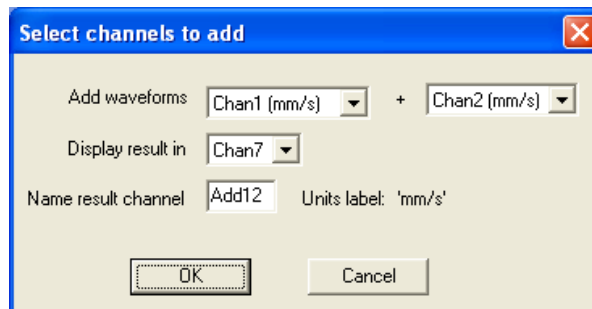 Select channels to add
Add waveforms Chan1 (mm/s) + Chan2 (mm/s)
Display result in Chan7
Name result channel Add12 Units label: 'mm/s'
OK Cancel